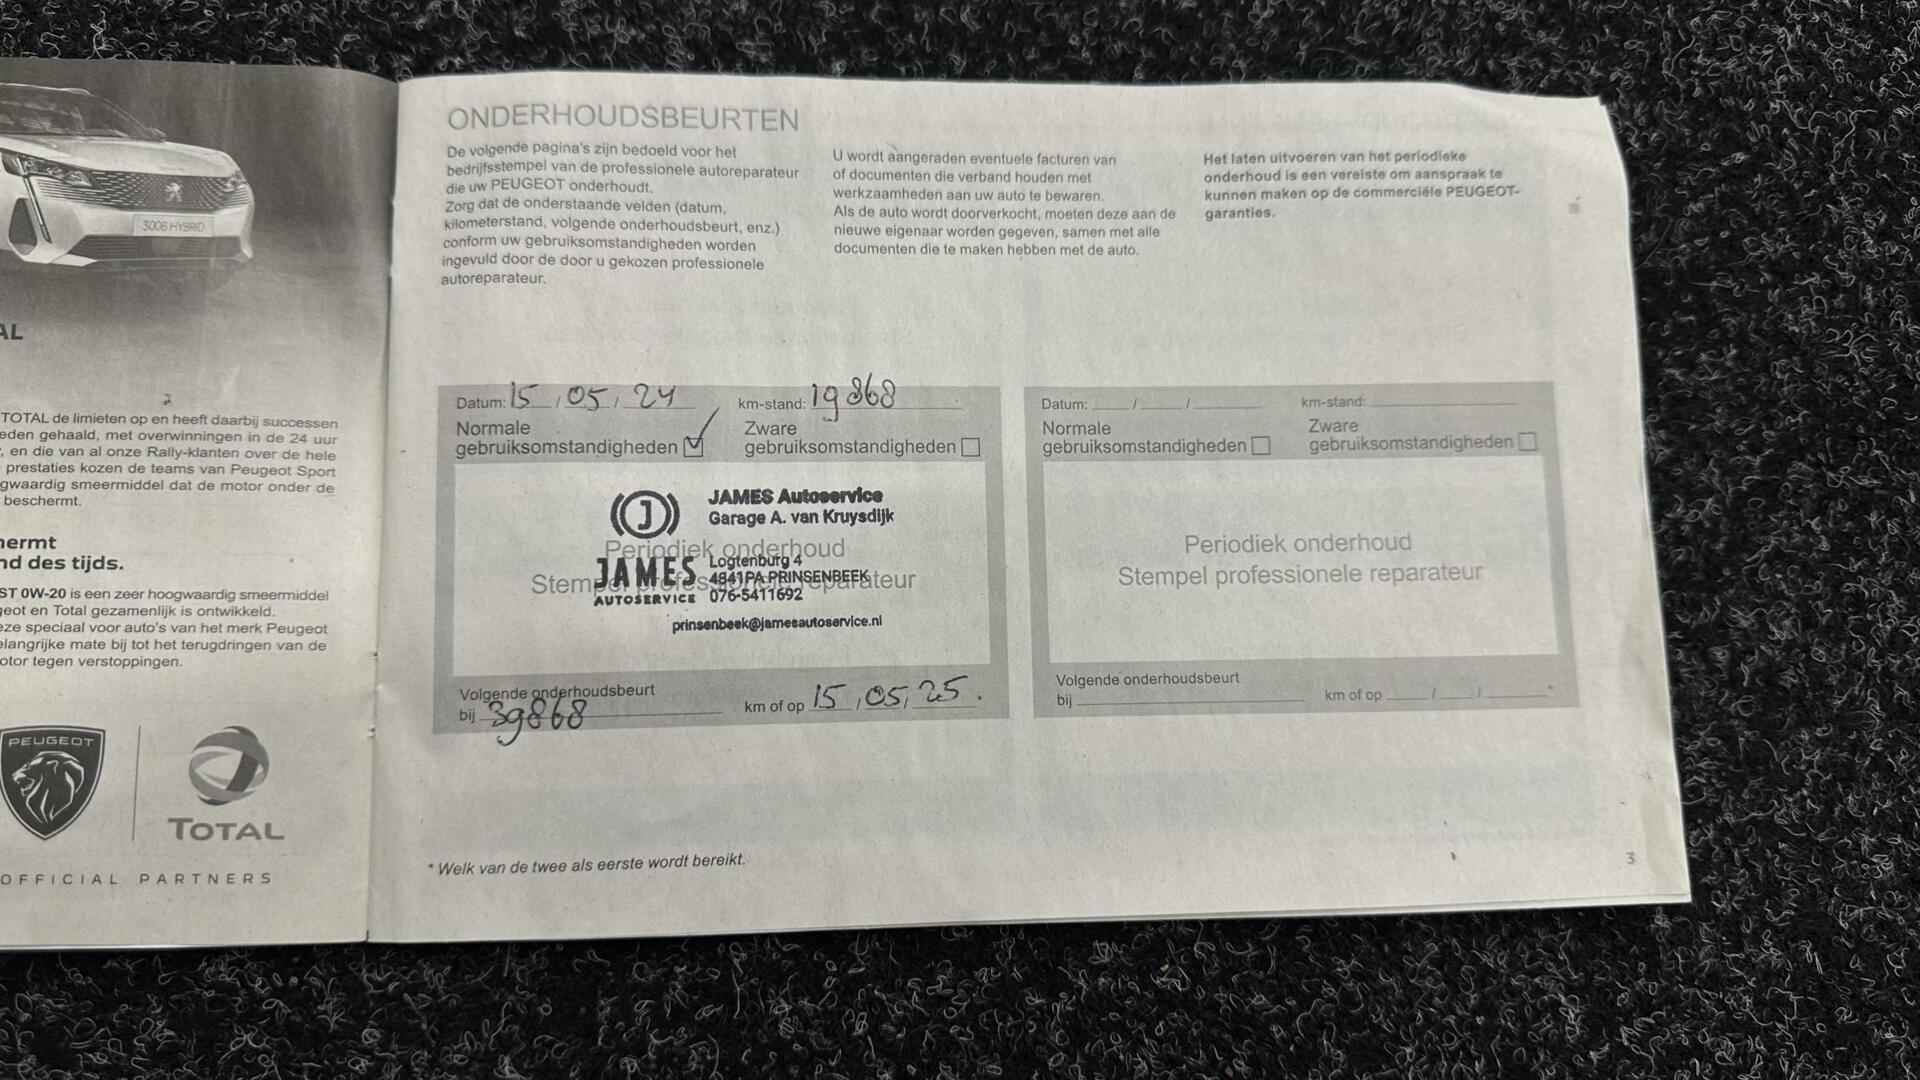 3008 HYBRID
AL
TOTAL de limieten op en heeft daarbij successen
eden gehaald, met overwinningen in de 24 uur
, en die van al onze Rally-klanten over de hele
prestaties kozen de teams van Peugeot Sport
gwaardig smeermiddel dat de motor onder de
beschermt.
hermt
nd des tijds.
ST 0W-20 is een zeer hoogwaardig smeermiddel
geot en Total gezamenlijk is ontwikkeld.
eze speciaal voor auto's van het merk Peugeot
elangrijke mate bij tot het terugdringen van de
otor tegen verstoppingen.
PEUGEOT
TOTAL
OFFICIAL PARTNERS
ONDERHOUDSBEURTEN
De volgende pagina's zijn bedoeld voor het
bedrijfsstempel van de professionele autoreparateur
die uw PEUGEOT onderhoudt.
Zorg dat de onderstaande velden (datum,
kilometerstand, volgende onderhoudsbeurt, enz.)
conform uw gebruiksomstandigheden worden
ingevuld door de door u gekozen professionele
autoreparateur.
U wordt aangeraden eventuele facturen van
of documenten die verband houden met
werkzaamheden aan uw auto te bewaren.
Als de auto wordt doorverkocht, moeten deze aan de
nieuwe eigenaar worden gegeven, samen met alle
documenten die te maken hebben met de auto.
Het laten uitvoeren van het periodieke
onderhoud is een vereiste om aanspraak te
kunnen maken op de commerciële PEUGEOT-
garanties.
Datum: 15 / 05 / 24 km-stand: 19868
Normale
gebruiksomstandigheden
Zware
gebruiksomstandigheden
J
JAMES
AUTOSERVICE
JAMES Autoservice
Garage A. van Kruysdijk
Logtenburg 4
4841PA PRINSENBEEK
076-5411692
prinsenbeek@jamesautoservice.nl
Periodiek onderhoud
Stempel professionele reparateur
Volgende onderhoudsbeurt
bij 39868 km of op 15 / 05 / 25.
Datum: / / km-stand:
Normale
gebruiksomstandigheden
Zware
gebruiksomstandigheden
Periodiek onderhoud
Stempel professionele reparateur
Volgende onderhoudsbeurt
bij km of op / / *
* Welk van de twee als eerste wordt bereikt.
3